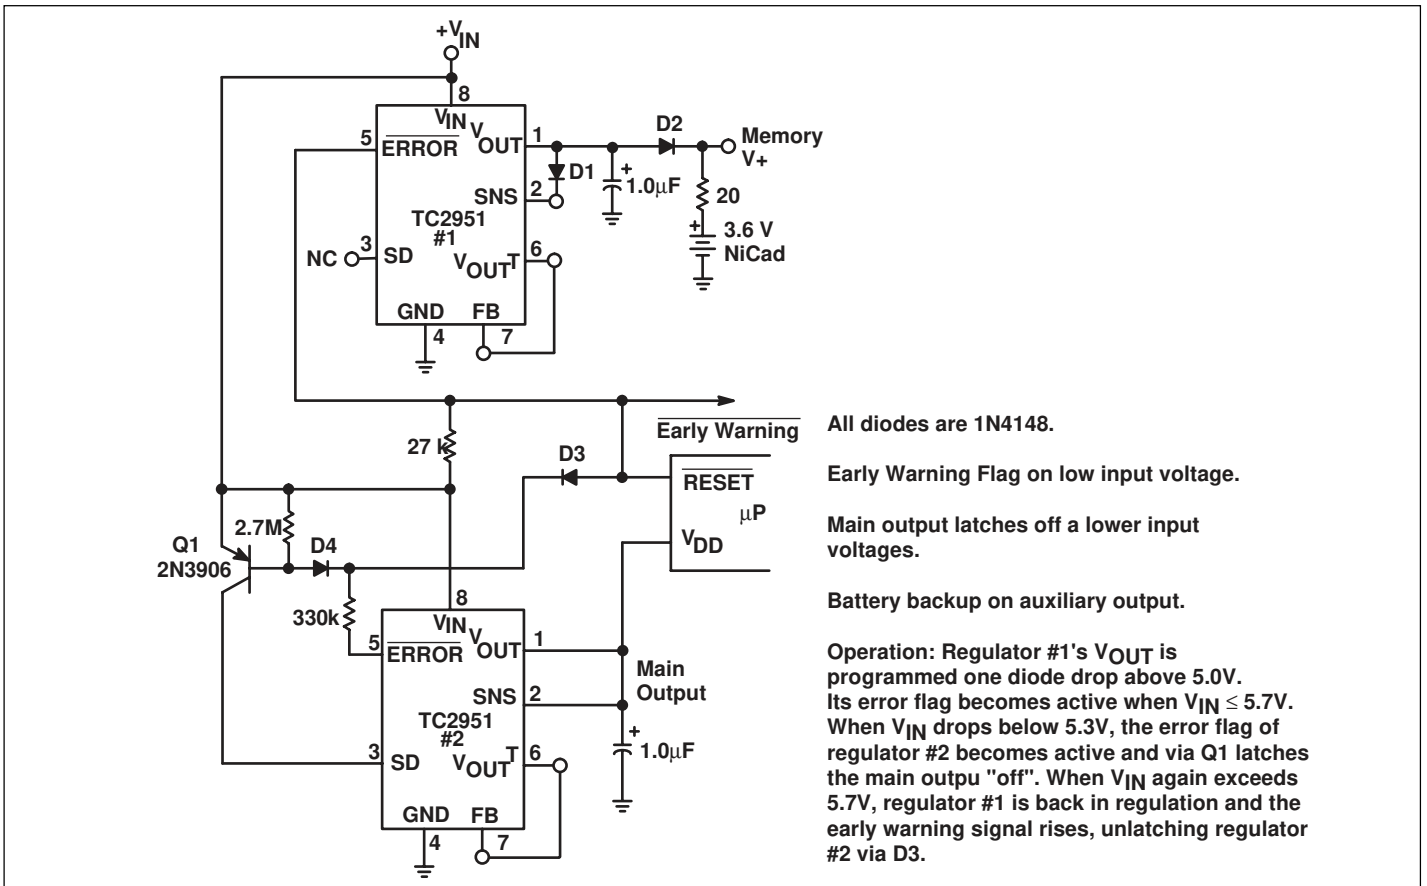 +VIN
8
VIN
VOUT
1
5
ERROR
D2
Memory
V+
D1
+
1.0µF
SNS
2
20
TC2951
#1
+
3.6 V
NiCad
NC
3
SD
VOUTT
6
GND
FB
4
7
Early Warning
27 k
D3
RESET
µP
VDD
2.7M
Q1
2N3906
D4
330k
8
VIN
VOUT
1
5
ERROR
Main
Output
SNS
2
TC2951
#2
+
1.0µF
3
SD
VOUTT
6
GND
FB
4
7
All diodes are 1N4148.
Early Warning Flag on low input voltage.
Main output latches off a lower input
voltages.
Battery backup on auxiliary output.
Operation: Regulator #1's VOUT is
programmed one diode drop above 5.0V.
Its error flag becomes active when VIN ≤ 5.7V.
When VIN drops below 5.3V, the error flag of
regulator #2 becomes active and via Q1 latches
the main outpu "off". When VIN again exceeds
5.7V, regulator #1 is back in regulation and the
early warning signal rises, unlatching regulator
#2 via D3.